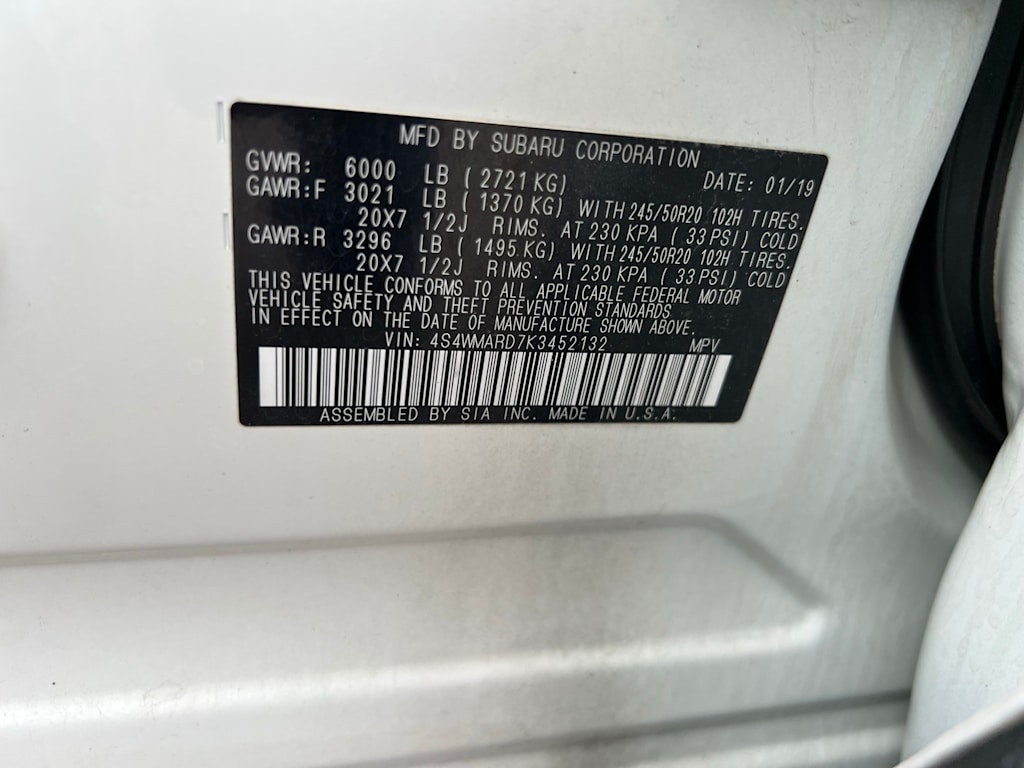 MFD BY SUBARU CORPORATION
GVWR: 6000 LB ( 2721 KG) DATE: 01/19
GAWR:F 3021 LB ( 1370 KG) WITH 245/50R20 102H TIRES.
20X7 1/2J RIMS. AT 230 KPA ( 33 PSI) COLD
GAWR:R 3296 LB ( 1495 KG) WITH 245/50R20 102H TIRES.
20X7 1/2J RIMS. AT 230 KPA ( 33 PSI) COLD
THIS VEHICLE CONFORMS TO ALL APPLICABLE FEDERAL MOTOR
VEHICLE SAFETY AND THEFT PREVENTION STANDARDS
IN EFFECT ON THE DATE OF MANUFACTURE SHOWN ABOVE.
VIN: 4S4WMARD7K3452132 MPV
ASSEMBLED BY SIA INC. MADE IN U.S.A.